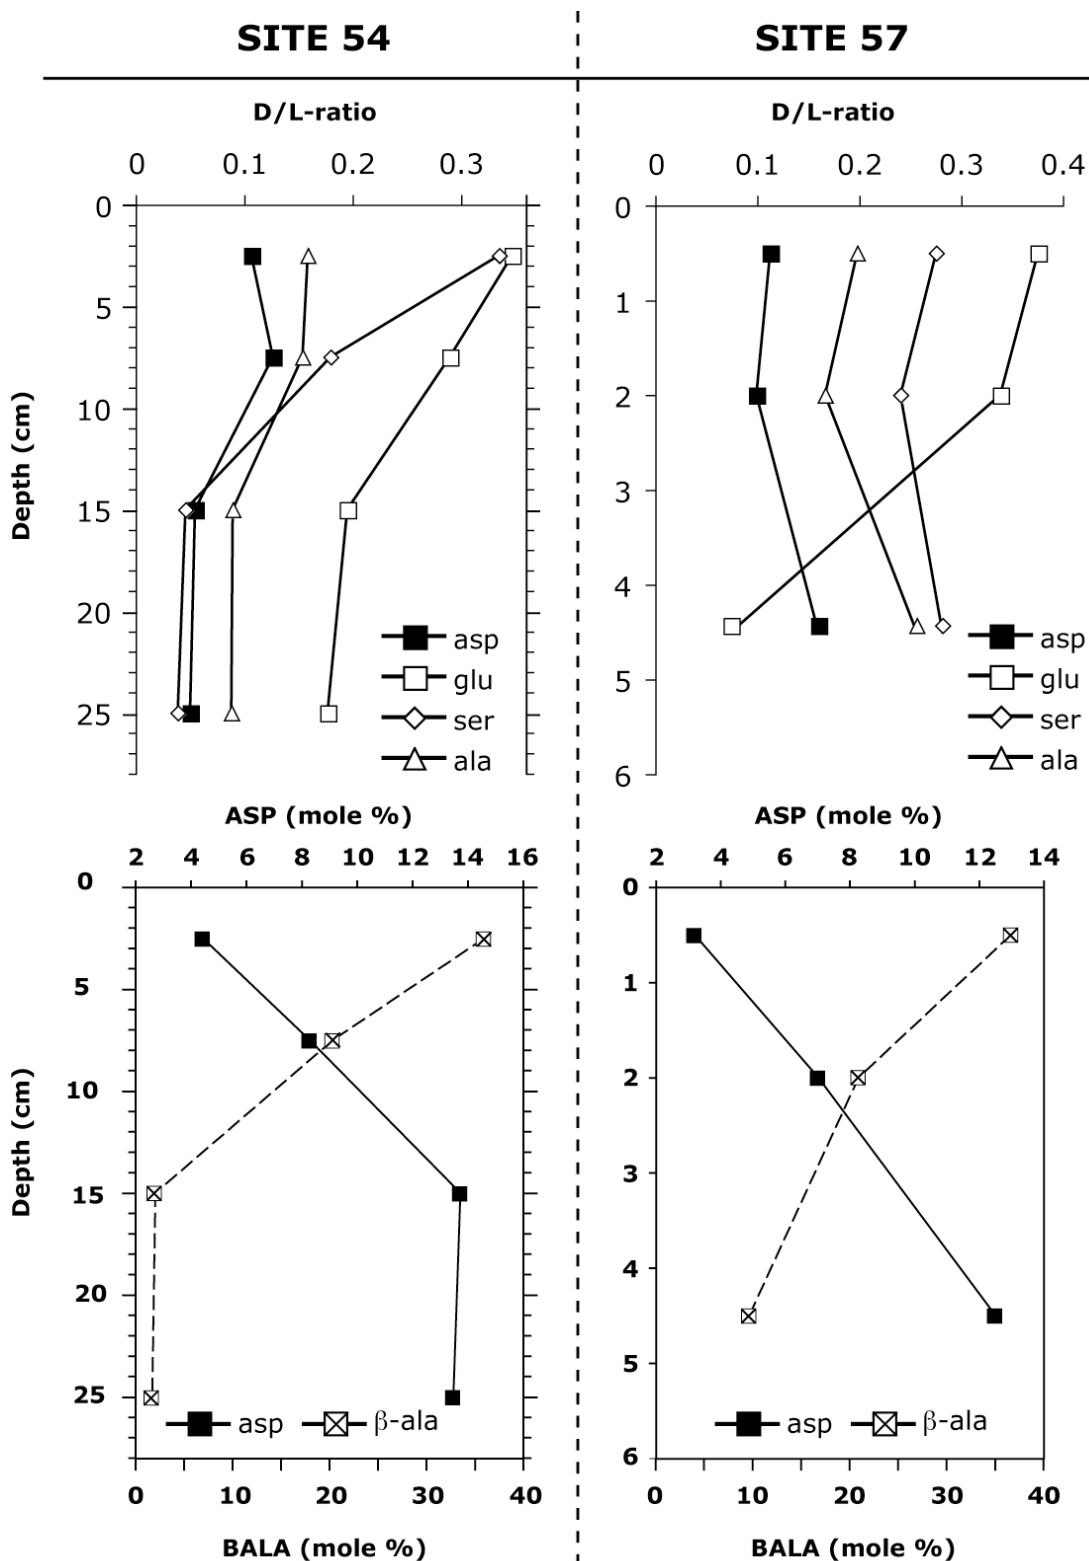 SITE 54
SITE 57
D/L-ratio
D/L-ratio
0 0.1 0.2 0.3
0 0.1 0.2 0.3 0.4
0
5
10
15
20
25
Depth (cm)
asp
glu
ser
ala
0
1
2
3
4
5
6
asp
glu
ser
ala
ASP (mole %)
ASP (mole %)
2 4 6 8 10 12 14 16
2 4 6 8 10 12 14
0
5
10
15
20
25
Depth (cm)
asp β-ala
0
1
2
3
4
5
6
asp β-ala
0 10 20 30 40
0 10 20 30 40
BALA (mole %)
BALA (mole %)